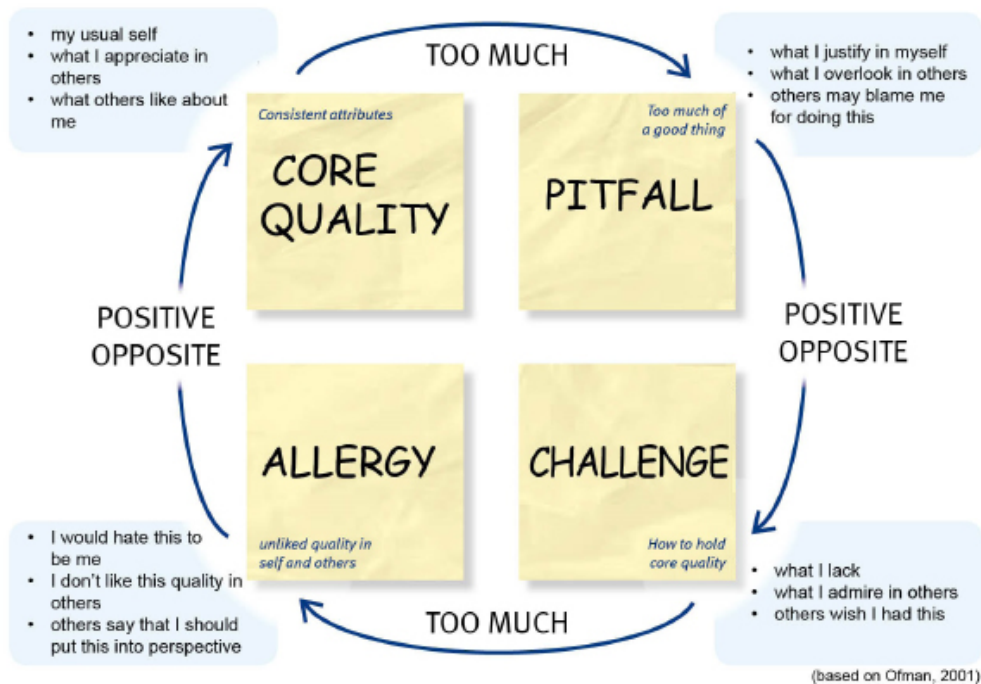 • my usual self
• what I appreciate in
others
• what others like about
me
TOO MUCH
• what I justify in myself
• what I overlook in others
• others may blame me
for doing this
Consistent attributes
CORE
QUALITY
Too much of
a good thing
PITFALL
POSITIVE
OPPOSITE
POSITIVE
OPPOSITE
ALLERGY
unliked quality in
self and others
CHALLENGE
How to hold
core quality
• I would hate this to
be me
• I don't like this quality in
others
• others say that I should
put this into perspective
TOO MUCH
• what I lack
• what I admire in others
• others wish I had this
(based on Ofman, 2001)